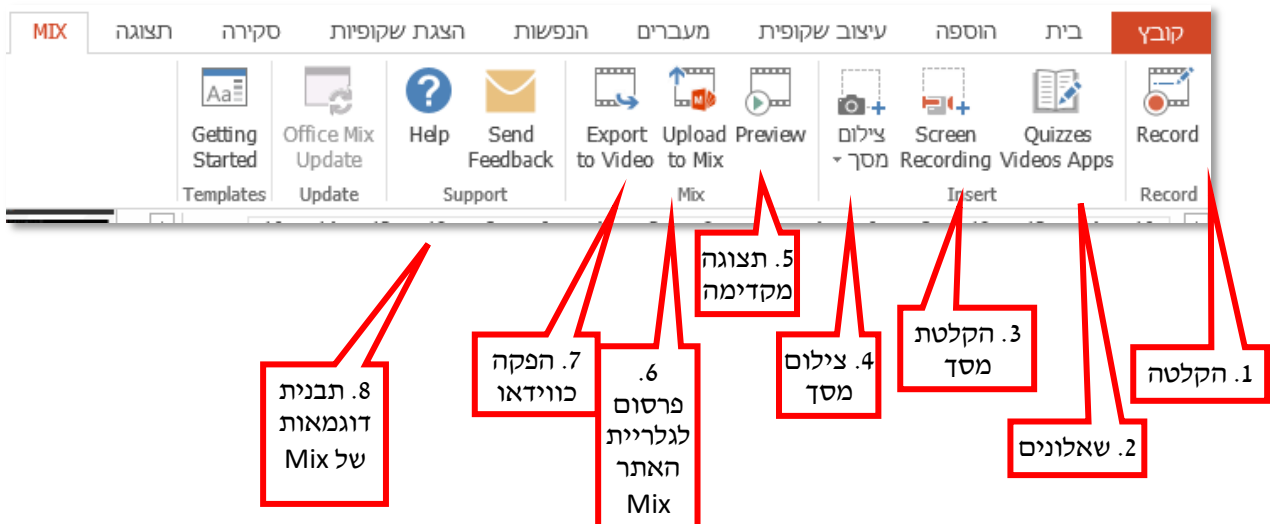 קובץ בית הוספה עיצוב שקופית מעברים הנפשות הצגת שקופיות סקירה תצוגה MIX
Record
Quizzes
Videos Apps
Screen
Recording
צילום
מסך
Preview
Upload
to Mix
Export
to Video
Send
Feedback
Help
Office Mix
Update
Getting
Started
Record
Insert
Mix
Support
Update
Templates
1. הקלטה
2. שאלונים
3. הקלטת
מסך
4. צילום
מסך
5. תצוגה
מקדימה
6.
פרסום
לגלריית
האתר
Mix
7. הפקה
כווידאו
8. תבנית
דוגמאות
של Mix